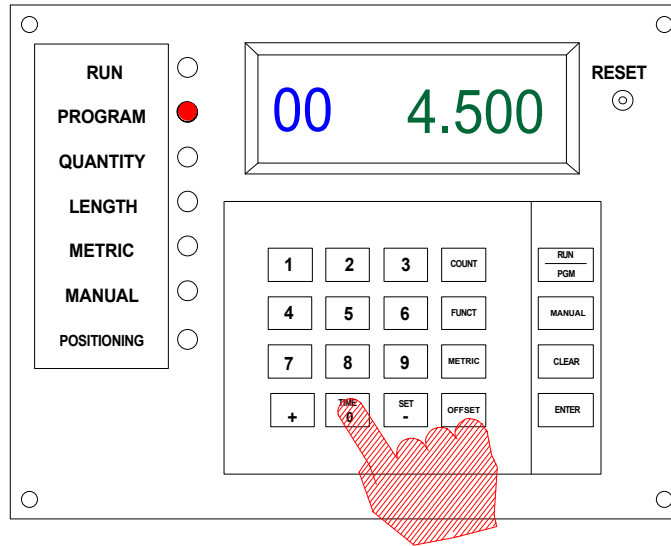 RUN
PROGRAM
QUANTITY
LENGTH
METRIC
MANUAL
POSITIONING
00 4.500
RESET
1 2 3 COUNT
4 5 6 FUNCT
7 8 9 METRIC
+ TIME 0 SET - OFFSET
RUN
PGM
MANUAL
CLEAR
ENTER